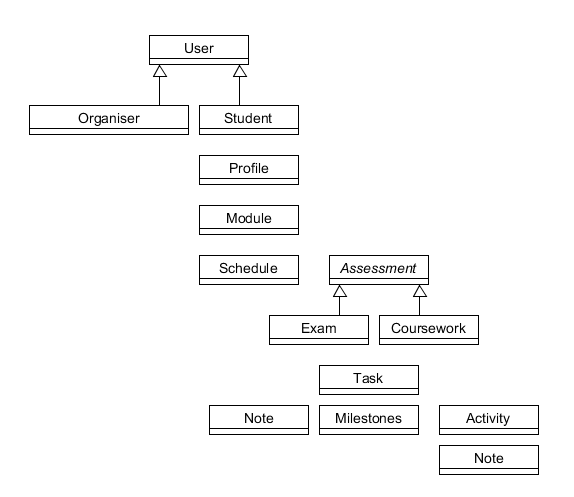 User
Organiser
Student
Profile
Module
Schedule
Assessment
Exam
Coursework
Task
Note
Milestones
Activity
Note